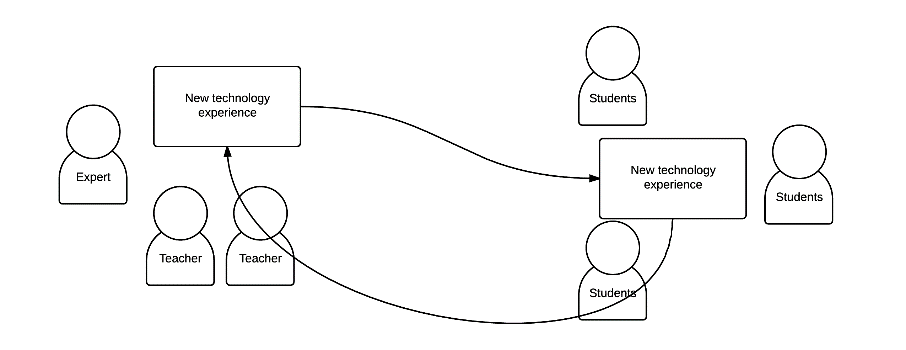 Students
New technology
experience
Expert
New technology
experience
Students
Teacher
Teacher
Students